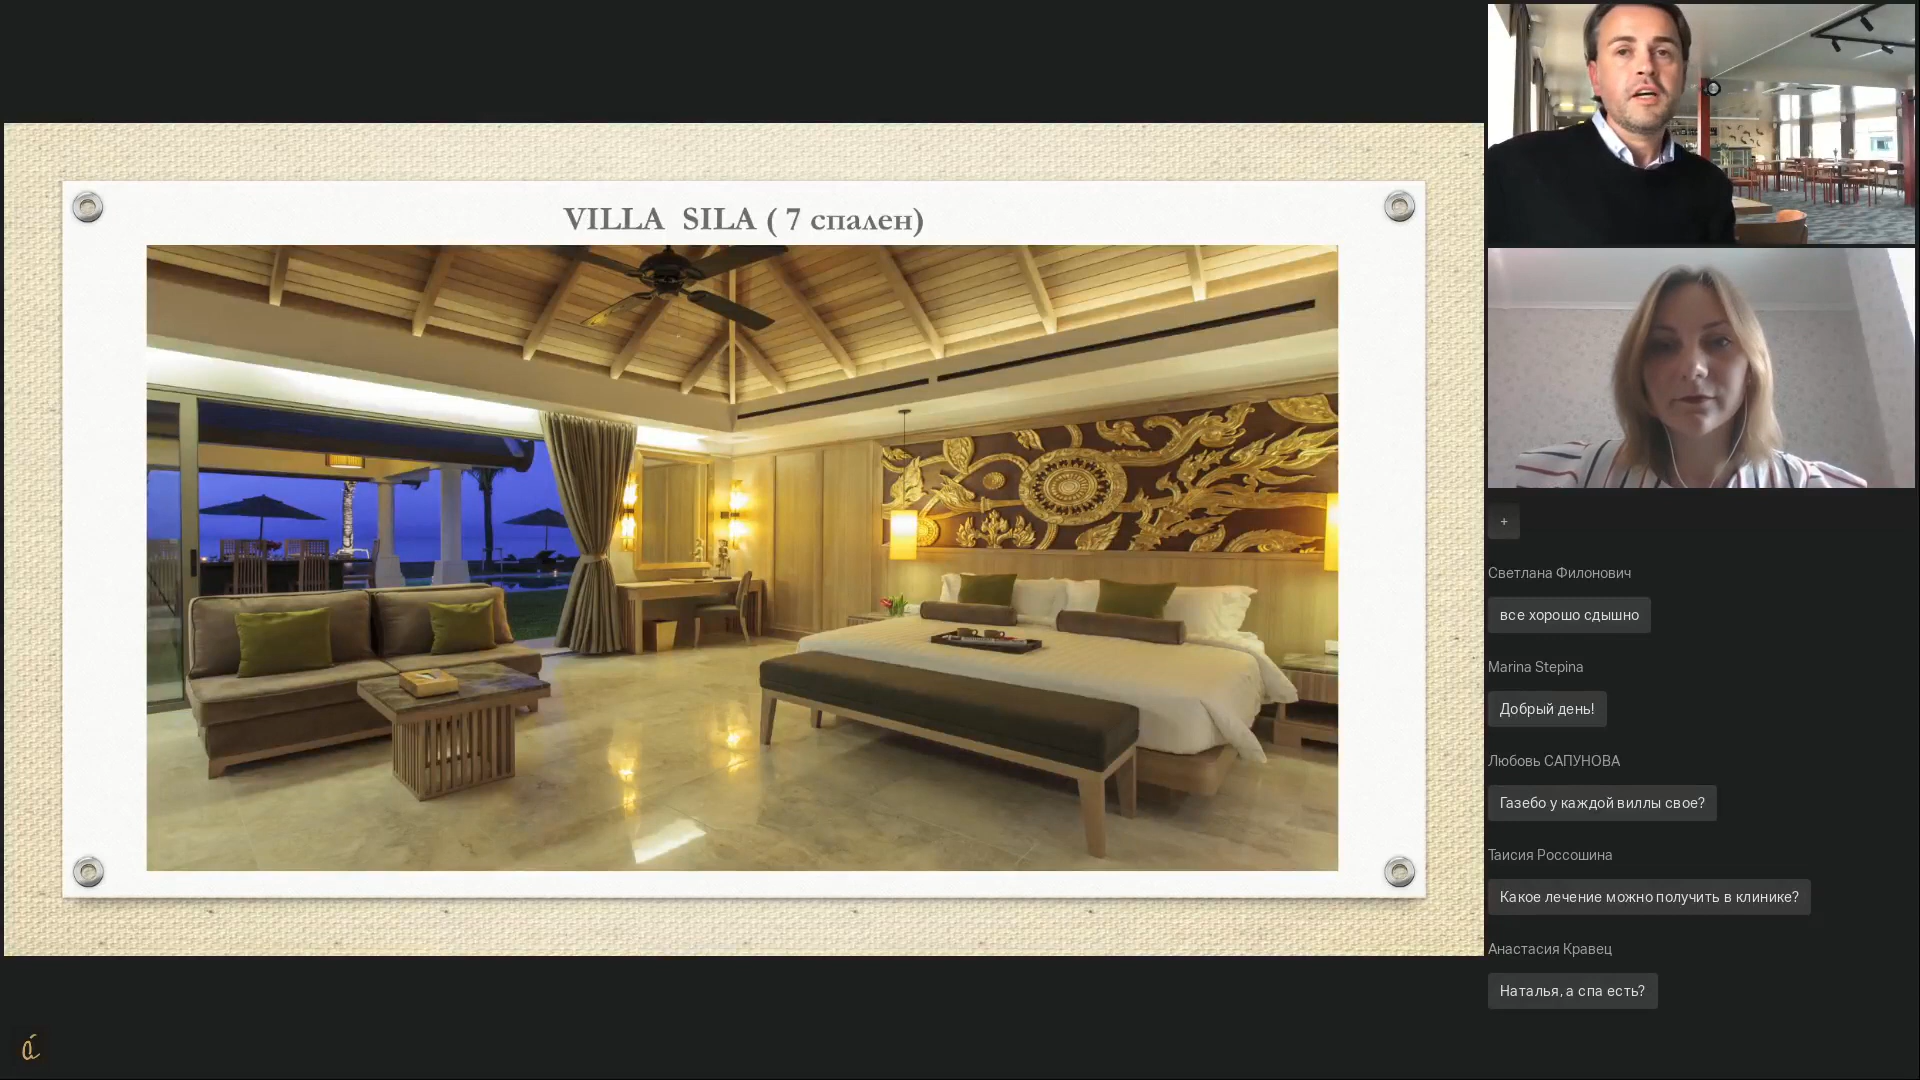 VILLA SILA ( 7 спален)
+
Светлана Филонович
все хорошо сдышно
Marina Stepina
Добрый день!
Любовь САПУНОВА
Газебо у каждой виллы свое?
Таисия Россошина
Какое лечение можно получить в клинике?
Анастасия Кравец
Наталья, а спа есть?
á